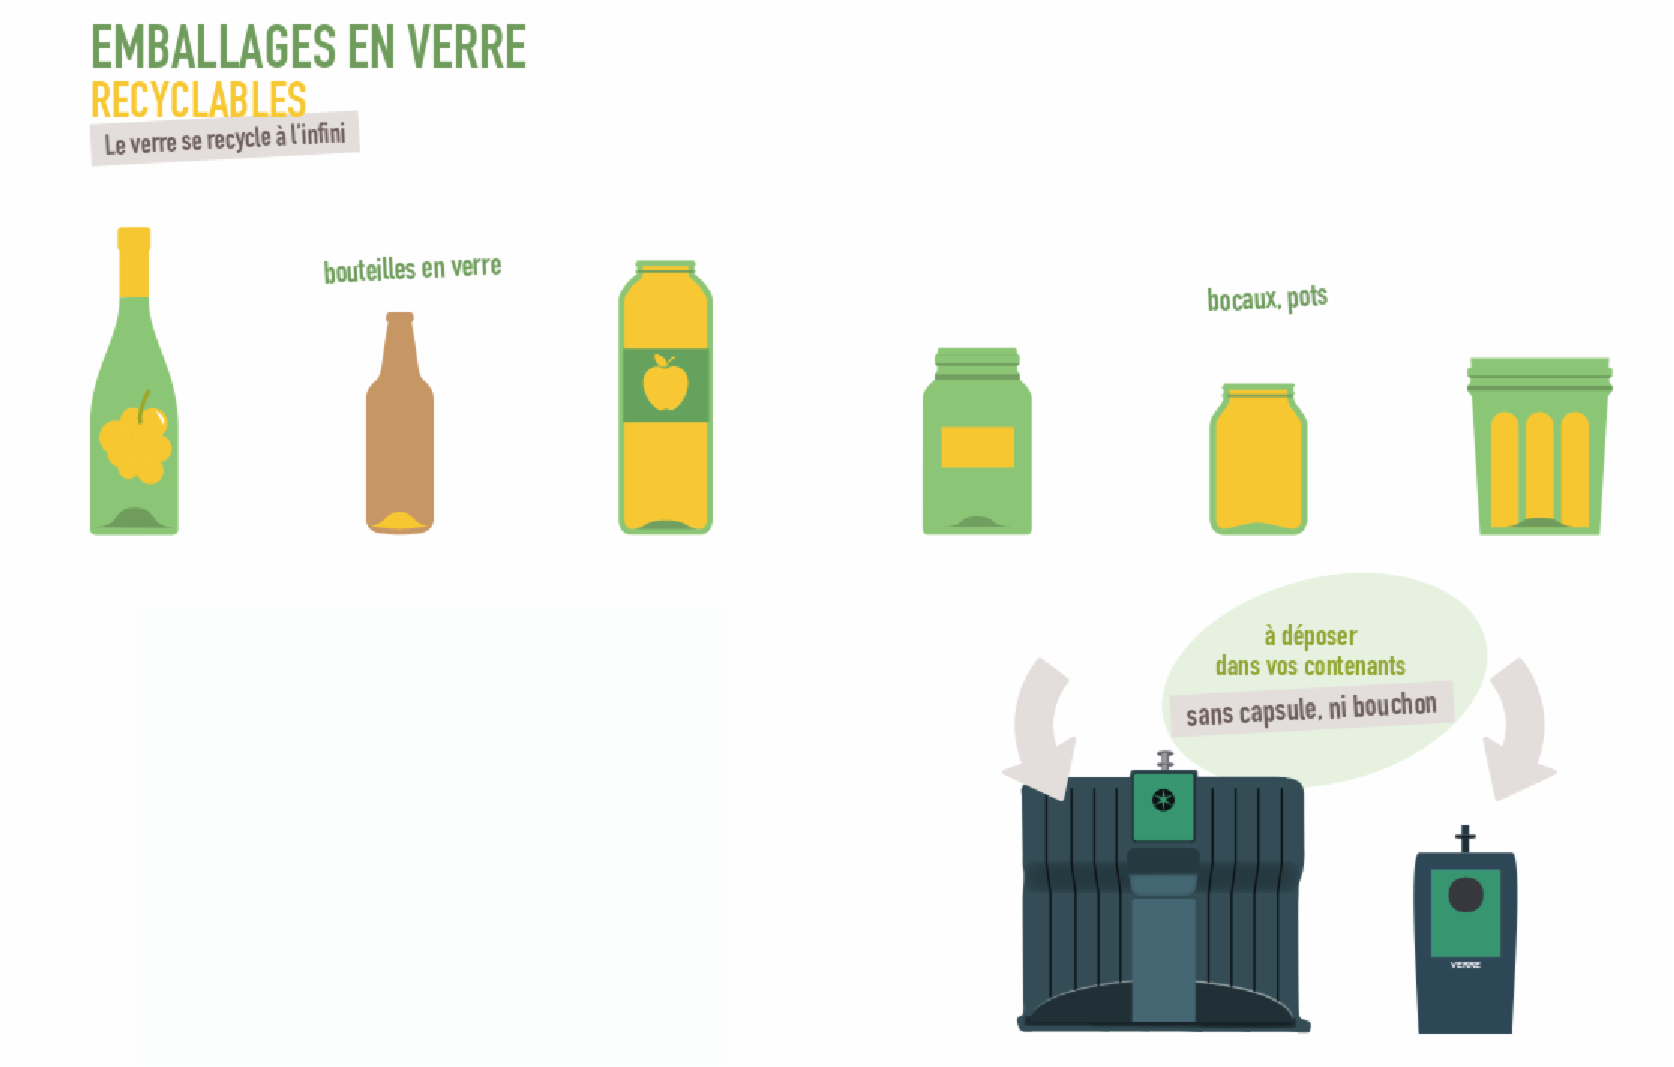 EMBALLAGES EN VERRE
RECYCLABLES
Le verre se recycle à l'infini
bouteilles en verre
bocaux, pots
à déposer
dans vos contenants
sans capsule, ni bouchon
VERRE